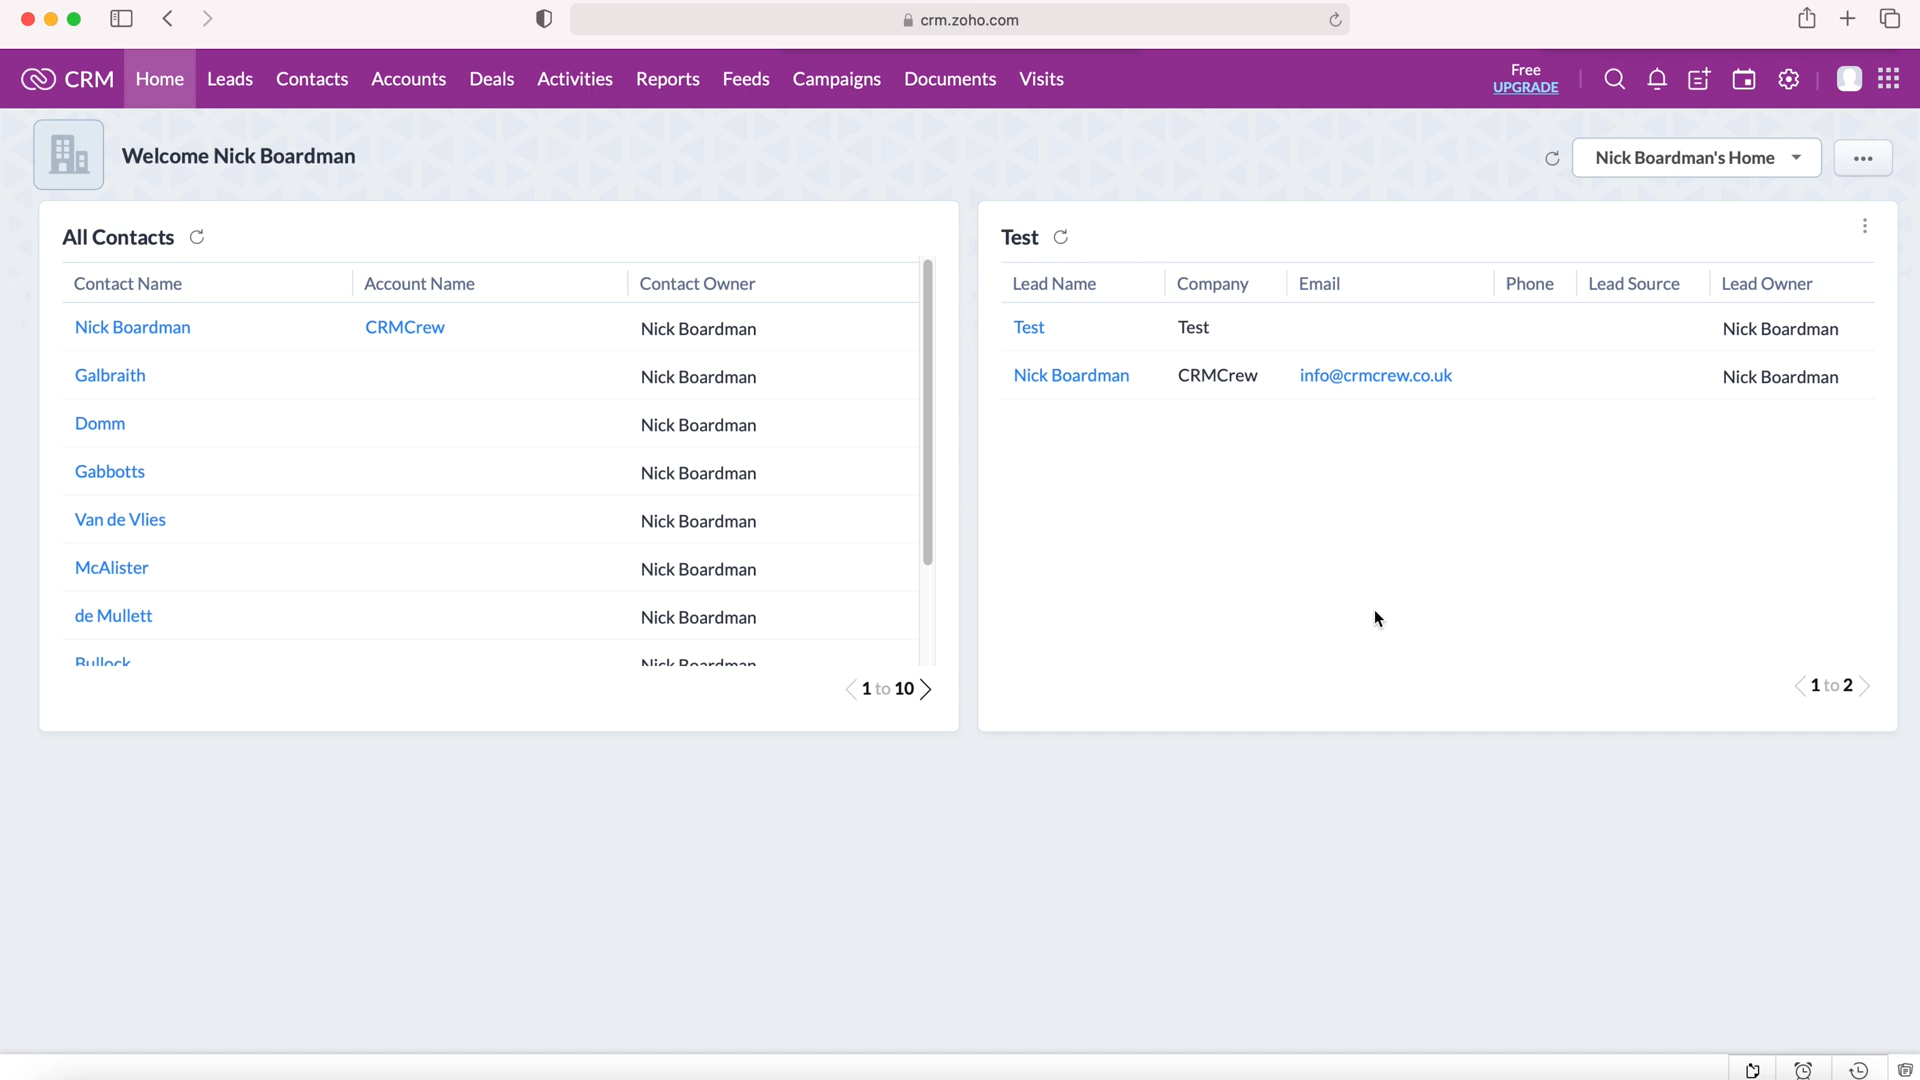 crm.zoho.com
CRM Home Leads Contacts Accounts Deals Activities Reports Feeds Campaigns Documents Visits
Free
UPGRADE
Welcome Nick Boardman
Nick Boardman's Home
All Contacts
Contact Name Account Name Contact Owner
Nick Boardman CRMCrew Nick Boardman
Galbraith Nick Boardman
Domm Nick Boardman
Gabbotts Nick Boardman
Van de Vlies Nick Boardman
McAlister Nick Boardman
de Mullett Nick Boardman
Bullock Nick Boardman
1 to 10
Test
Lead Name Company Email Phone Lead Source Lead Owner
Test Test Nick Boardman
Nick Boardman CRMCrew info@crmcrew.co.uk Nick Boardman
1 to 2